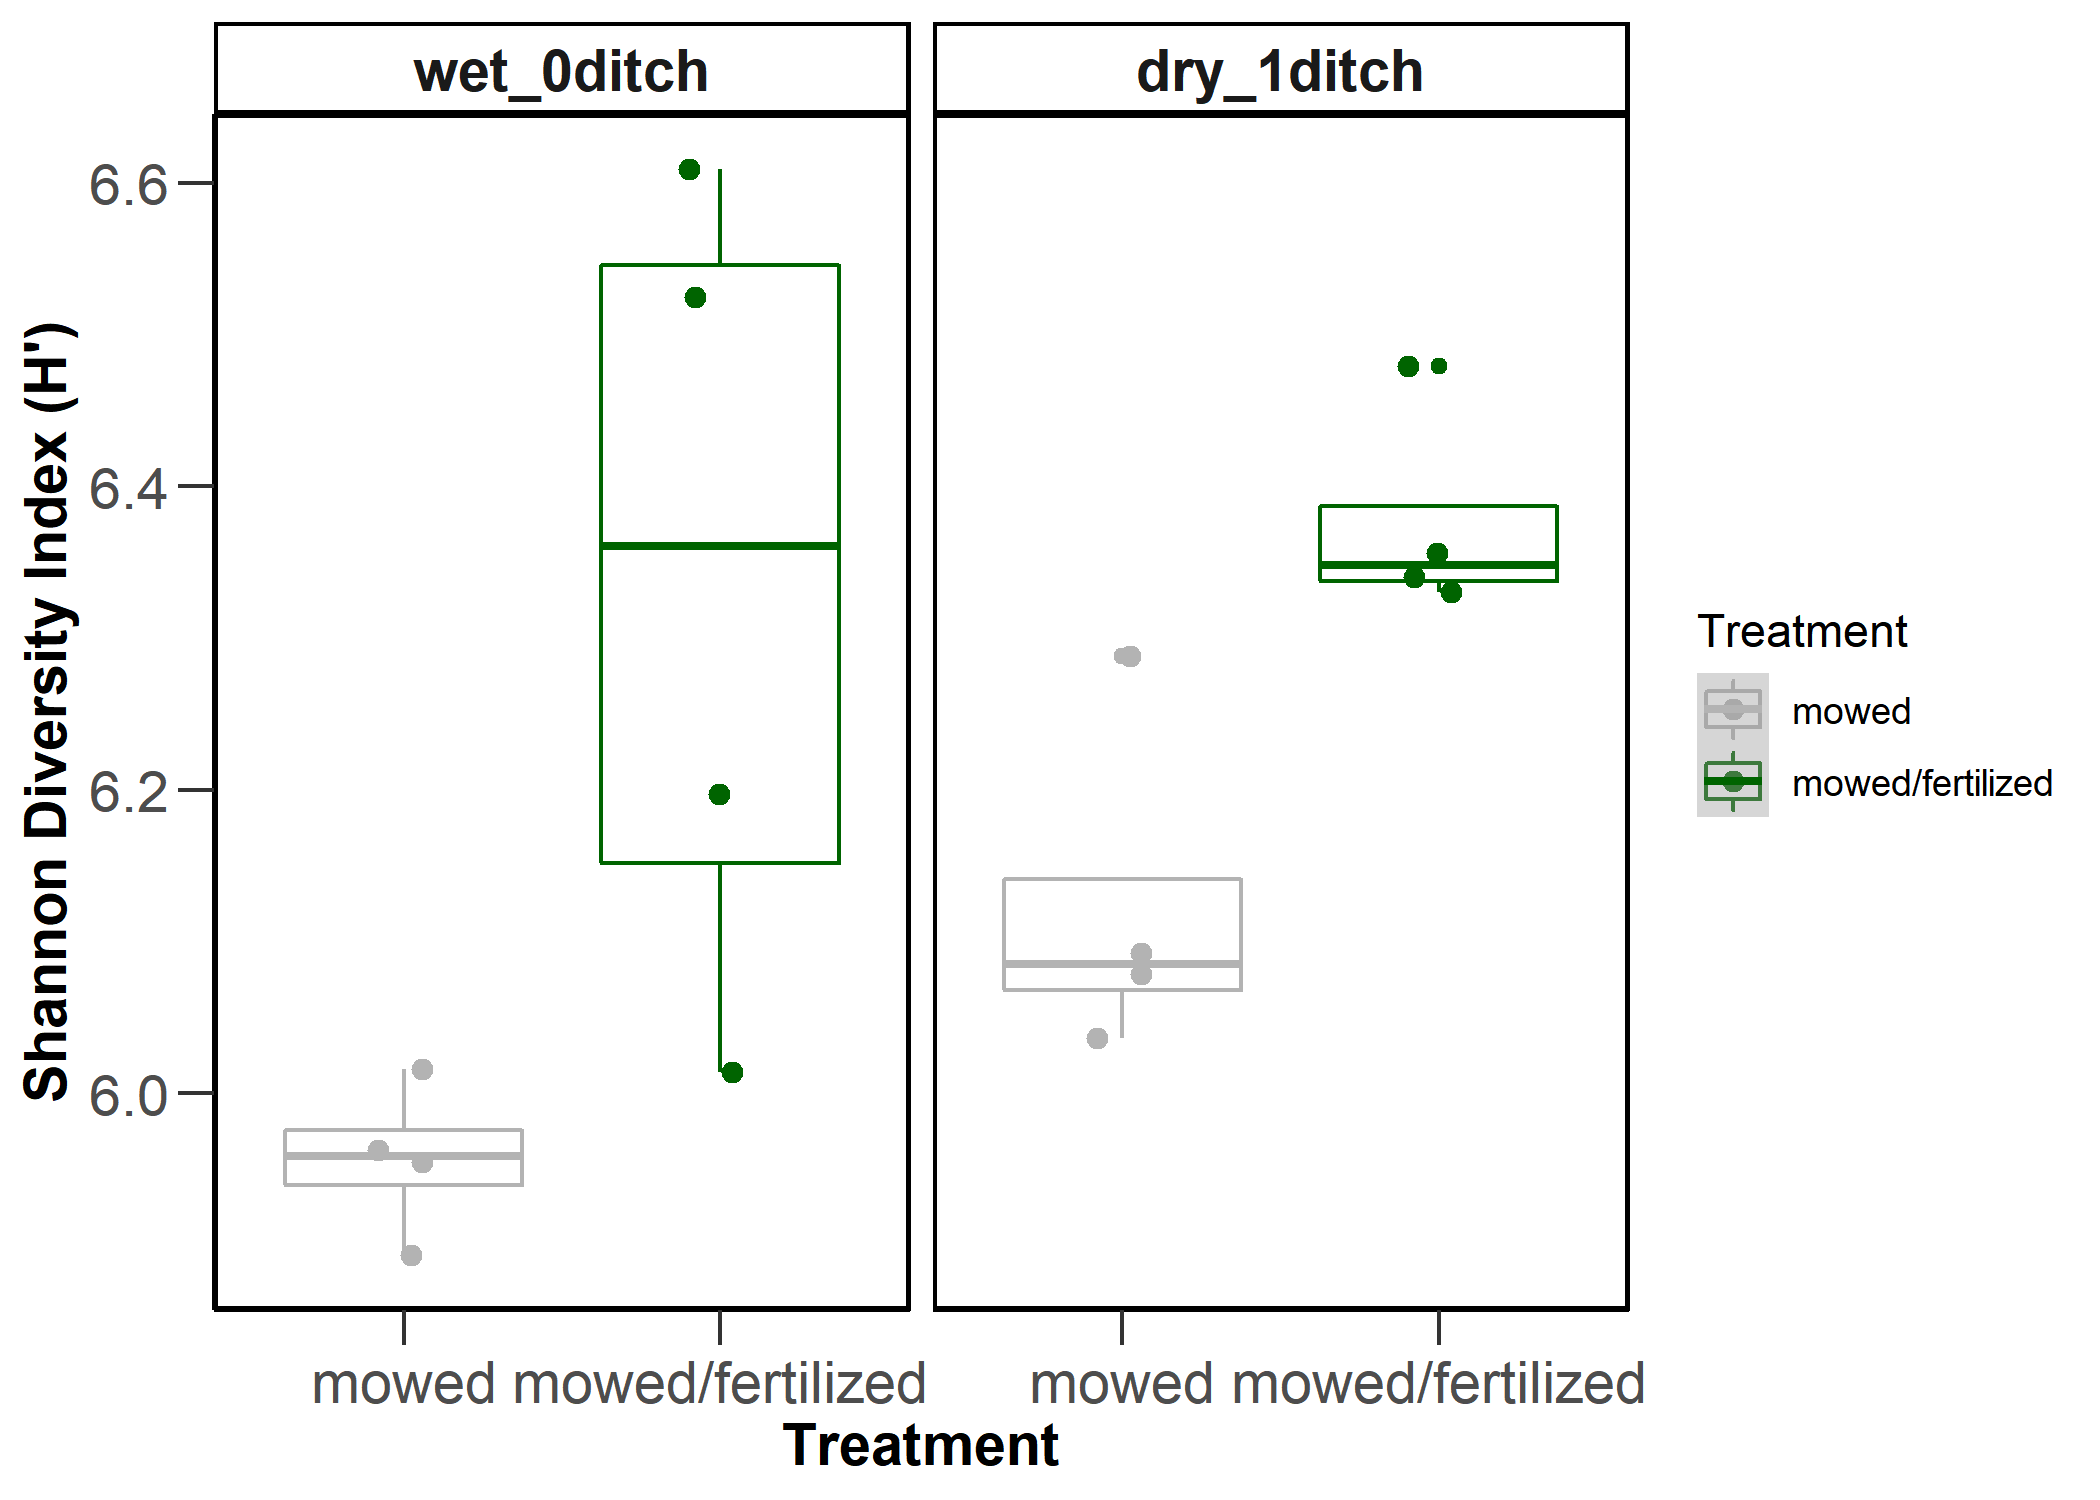 wet_0ditch
dry_1ditch
Shannon Diversity Index (H')
6.6
6.4
6.2
6.0
mowed mowed/fertilized
mowed mowed/fertilized
Treatment
Treatment
mowed
mowed/fertilized